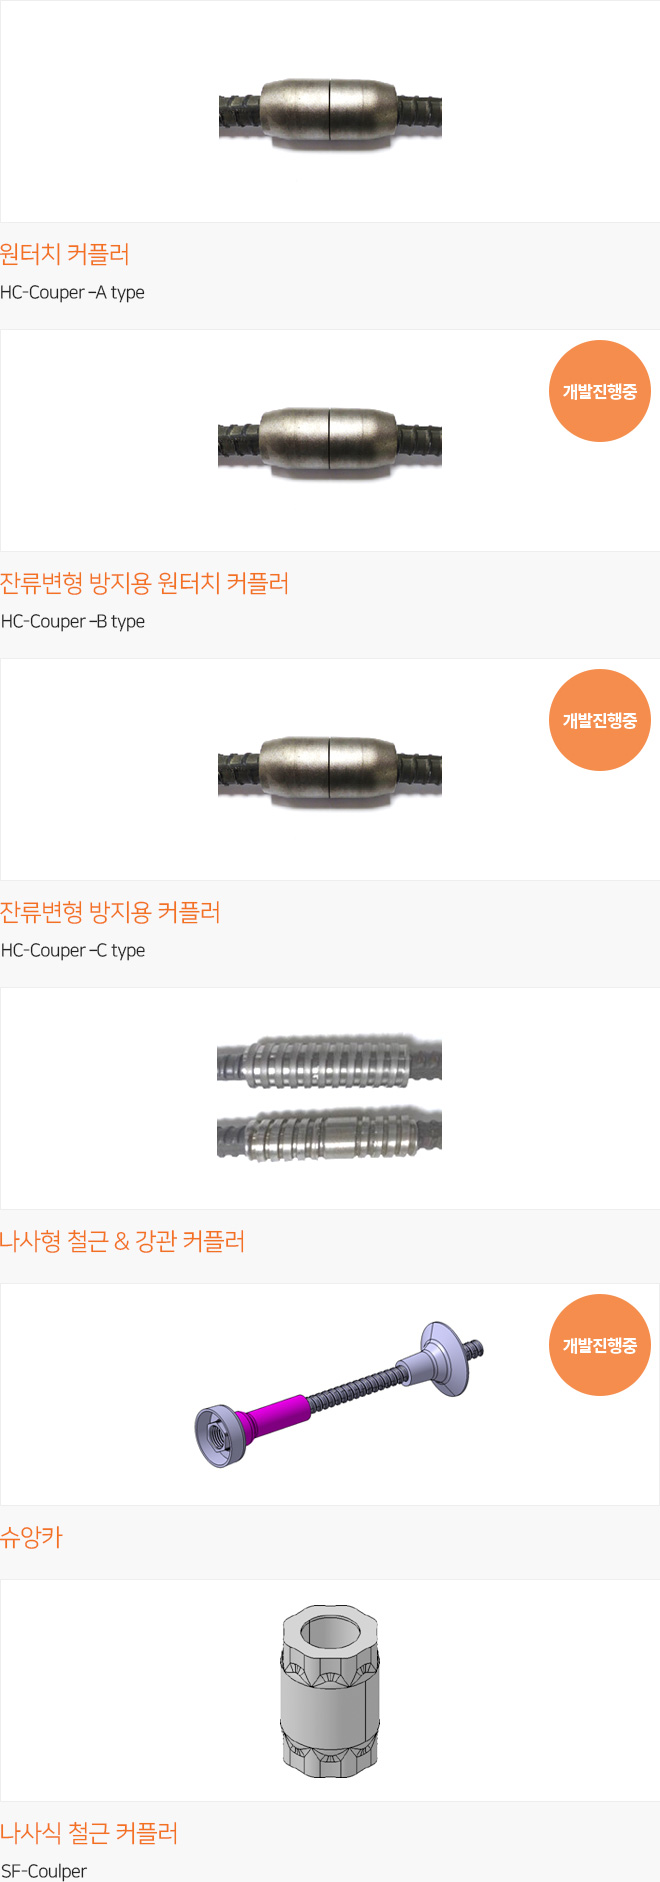 원터치 커플러
HC-Couper –A type
개발진행중
잔류변형 방지용 원터치 커플러
HC-Couper –B type
개발진행중
잔류변형 방지용 커플러
HC-Couper –C type
나사형 철근 & 강관 커플러
개발진행중
슈앙카
나사식 철근 커플러
SF-Coulper